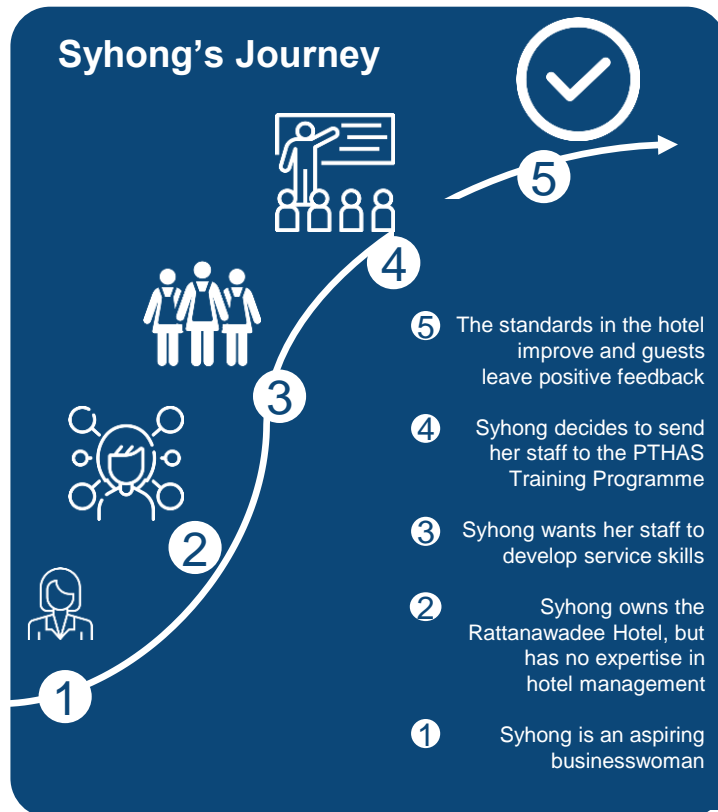 Syhong's Journey
5
4
3
2
1
5 The standards in the hotel
improve and guests
leave positive feedback
4 Syhong decides to send
her staff to the PTHAS
Training Programme
3 Syhong wants her staff to
develop service skills
2 Syhong owns the
Rattanawadee Hotel, but
has no expertise in
hotel management
1 Syhong is an aspiring
businesswoman